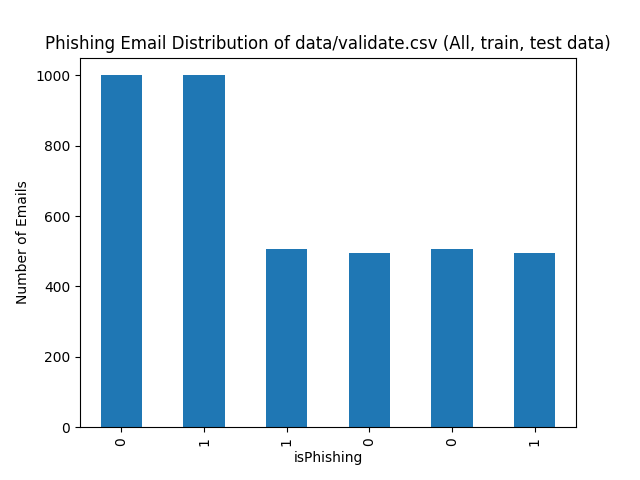 Phishing Email Distribution of data/validate.csv (All, train, test data)
1000
800
600
400
200
0
Number of Emails
0 1 1 0 0 1
isPhishing